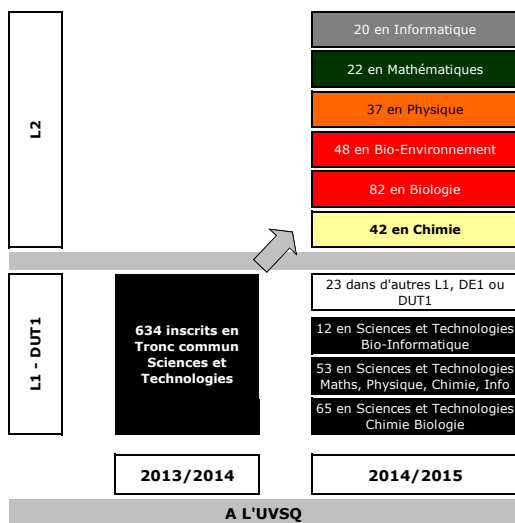 L2
20 en Informatique
22 en Mathématiques
37 en Physique
48 en Bio-Environnement
82 en Biologie
42 en Chimie
L1 - DUT1
634 inscrits en
Tronc commun
Sciences et
Technologies
23 dans d'autres L1, DE1 ou
DUT1
12 en Sciences et Technologies
Bio-Informatique
53 en Sciences et Technologies
Maths, Physique, Chimie, Info
65 en Sciences et Technologies
Chimie Biologie
2013/2014
2014/2015
A L'UVSQ